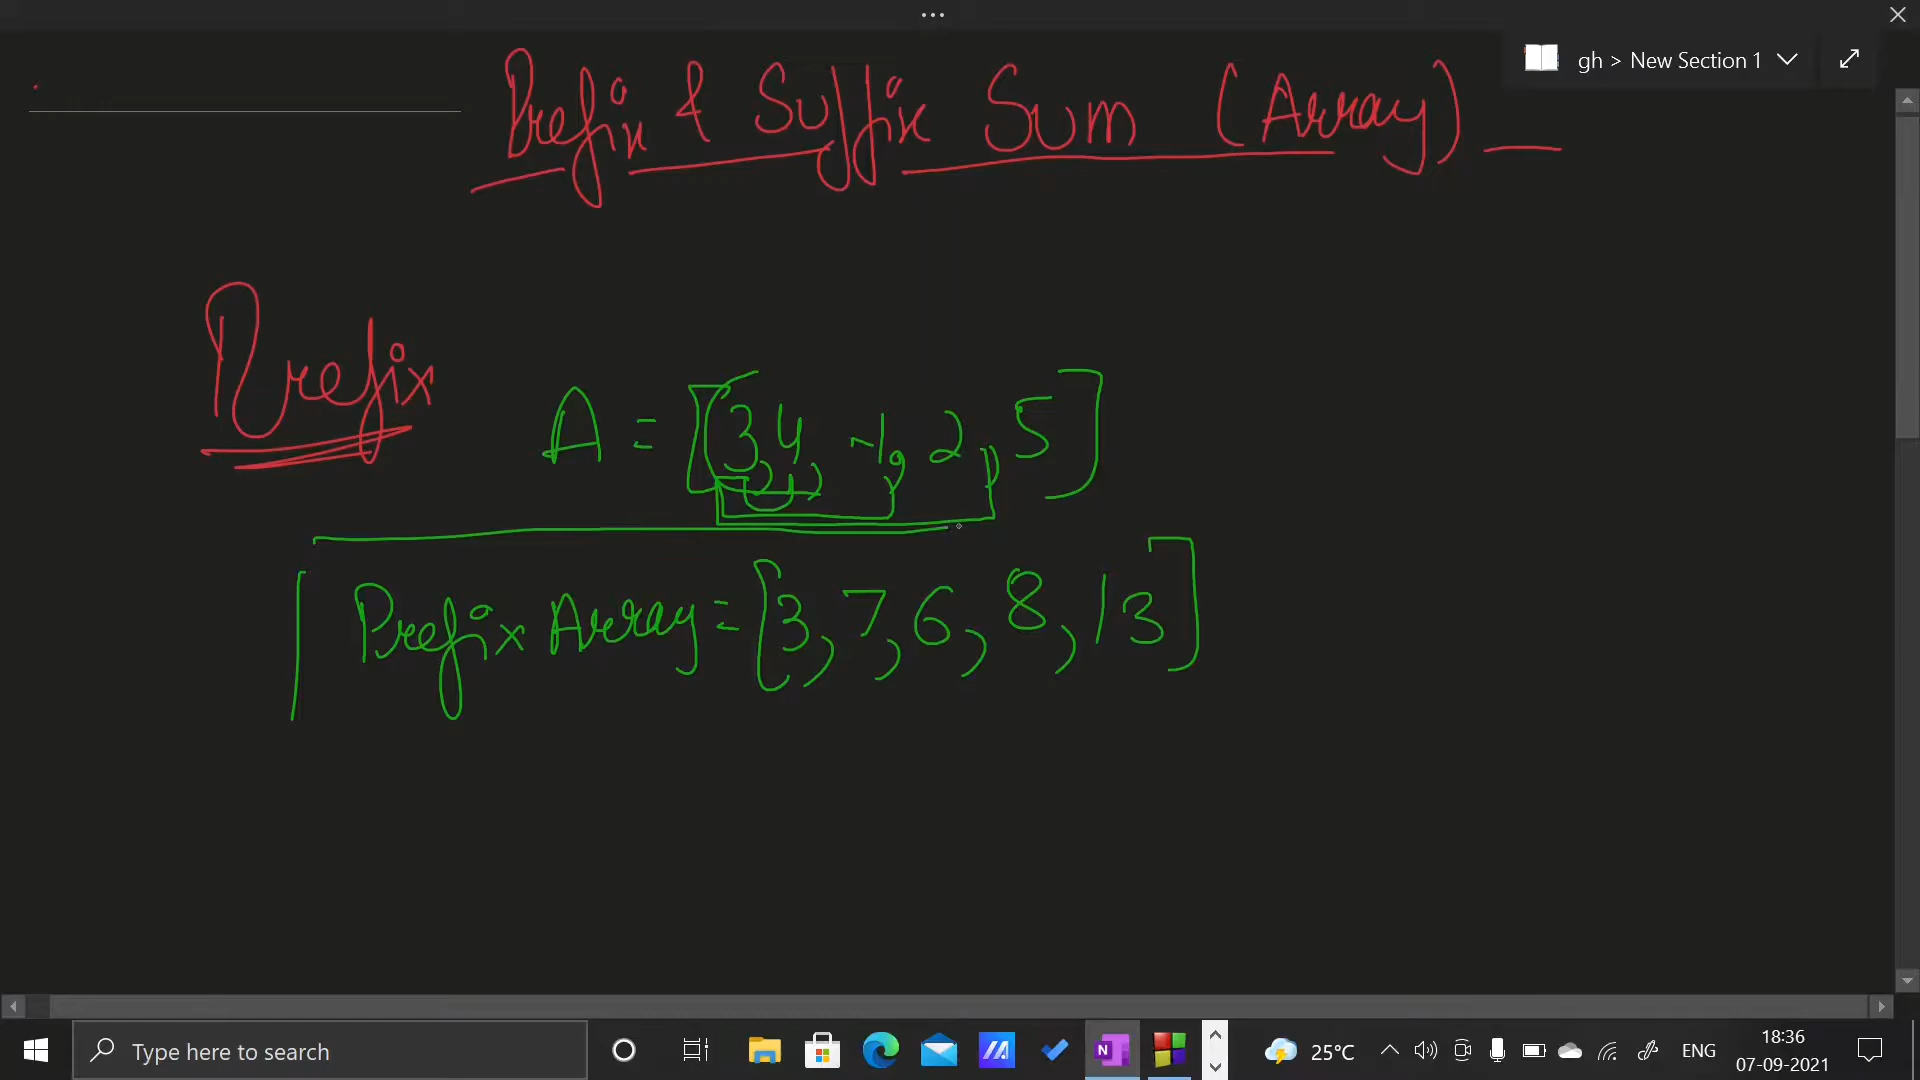 gh > New Section 1
Prefix & Suffix Sum (Array)
Prefix
A = [3, 4, -1, 2, 5]
Prefix Array = [3, 7, 6, 8, 13]
Type here to search
25°C
ENG
18:36
07-09-2021